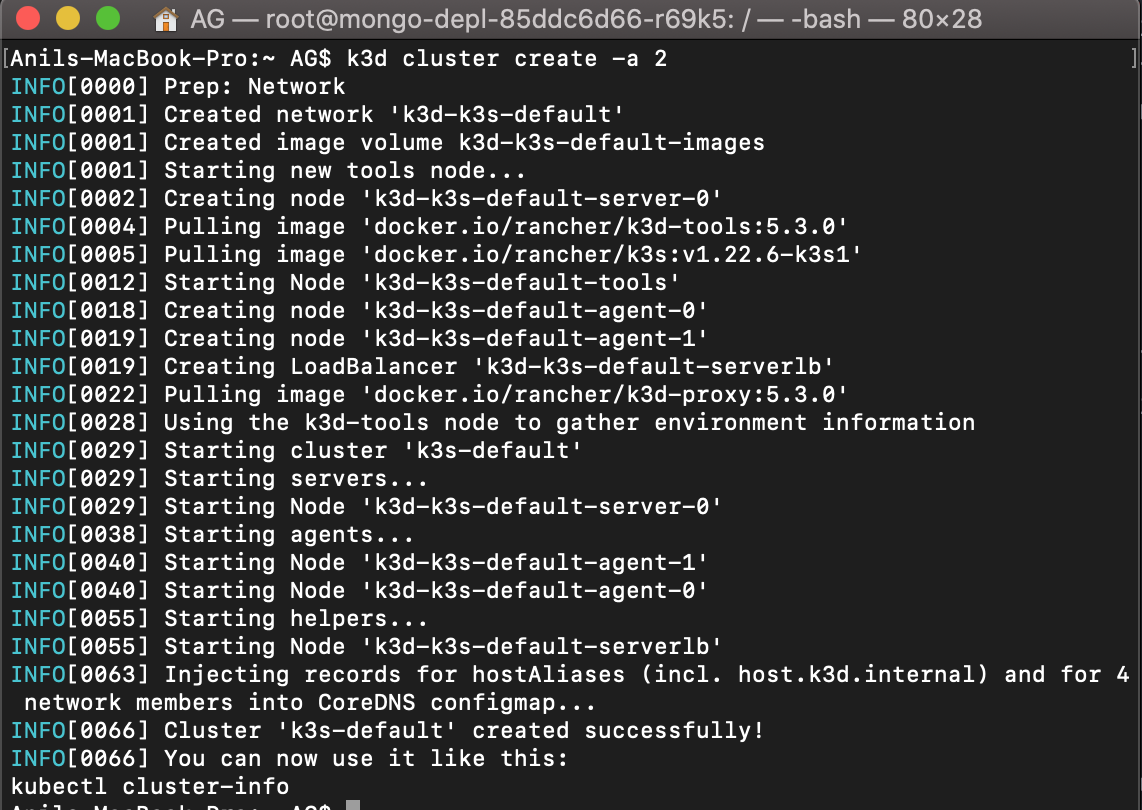 AG — root@mongo-depl-85ddc6d66-r69k5: / — -bash — 80×28
[Anils-MacBook-Pro:~ AG$ k3d cluster create -a 2 ]
INFO[0000] Prep: Network
INFO[0001] Created network 'k3d-k3s-default'
INFO[0001] Created image volume k3d-k3s-default-images
INFO[0001] Starting new tools node...
INFO[0002] Creating node 'k3d-k3s-default-server-0'
INFO[0004] Pulling image 'docker.io/rancher/k3d-tools:5.3.0'
INFO[0005] Pulling image 'docker.io/rancher/k3s:v1.22.6-k3s1'
INFO[0012] Starting Node 'k3d-k3s-default-tools'
INFO[0018] Creating node 'k3d-k3s-default-agent-0'
INFO[0019] Creating node 'k3d-k3s-default-agent-1'
INFO[0019] Creating LoadBalancer 'k3d-k3s-default-serverlb'
INFO[0022] Pulling image 'docker.io/rancher/k3d-proxy:5.3.0'
INFO[0028] Using the k3d-tools node to gather environment information
INFO[0029] Starting cluster 'k3s-default'
INFO[0029] Starting servers...
INFO[0029] Starting Node 'k3d-k3s-default-server-0'
INFO[0038] Starting agents...
INFO[0040] Starting Node 'k3d-k3s-default-agent-1'
INFO[0040] Starting Node 'k3d-k3s-default-agent-0'
INFO[0055] Starting helpers...
INFO[0055] Starting Node 'k3d-k3s-default-serverlb'
INFO[0063] Injecting records for hostAliases (incl. host.k3d.internal) and for 4
network members into CoreDNS configmap...
INFO[0066] Cluster 'k3s-default' created successfully!
INFO[0066] You can now use it like this:
kubectl cluster-info
Anils-MacBook-Pro:~ AG$